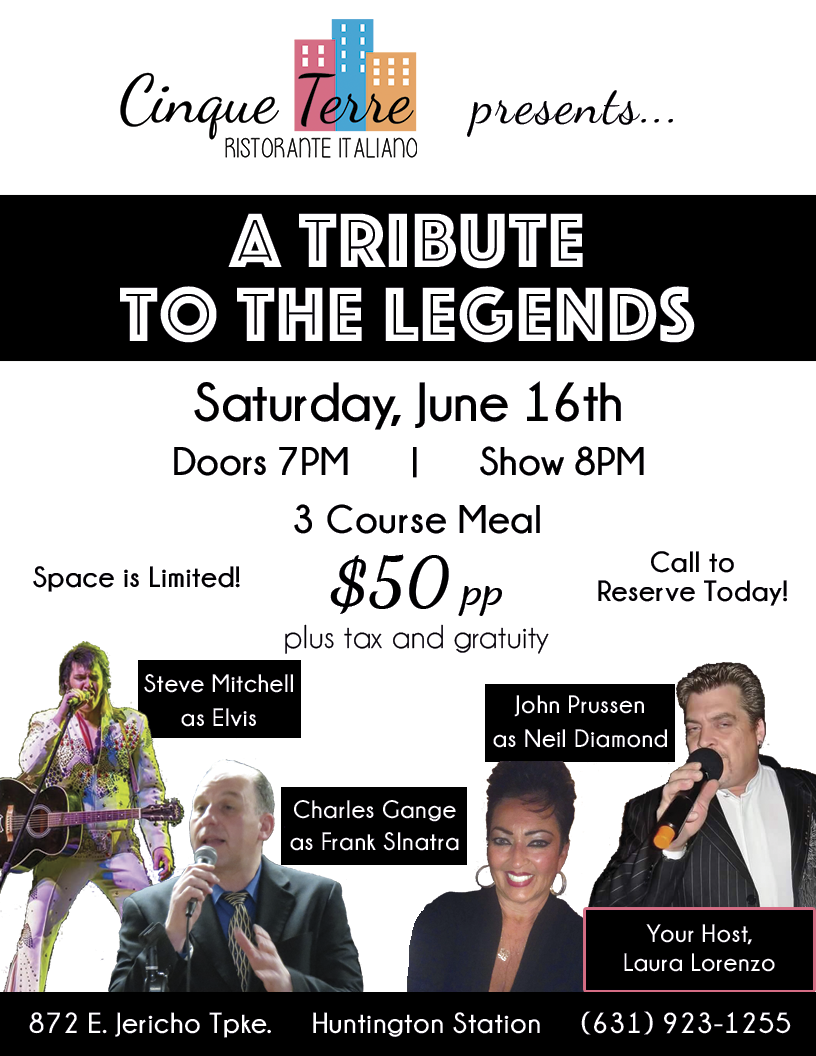 Cinque Terre
RISTORANTE ITALIANO
presents...
A TRIBUTE
TO THE LEGENDS
Saturday, June 16th
Doors 7PM | Show 8PM
3 Course Meal
Space is Limited!
$50 pp
Call to
Reserve Today!
plus tax and gratuity
Steve Mitchell
as Elvis
John Prussen
as Neil Diamond
Charles Gange
as Frank SInatra
Your Host,
Laura Lorenzo
872 E. Jericho Tpke. Huntington Station (631) 923-1255